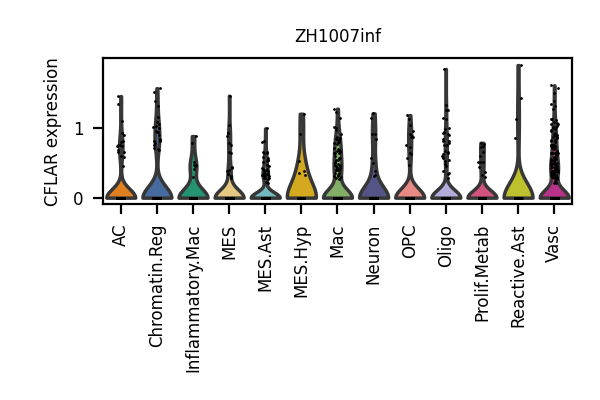 ZH1007inf
CFLAR expression
1
0
AC
Chromatin.Reg
Inflammatory.Mac
MES
MES.Ast
MES.Hyp
Mac
Neuron
OPC
Oligo
Prolif.Metab
Reactive.Ast
Vasc